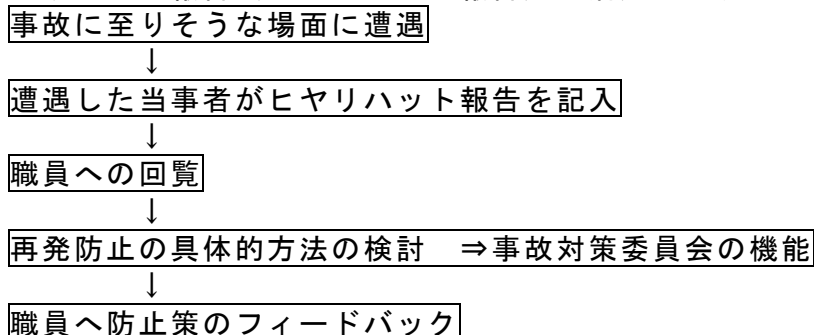 事故に至りそうな場面に遭遇
↓
遭遇した当事者がヒヤリハット報告を記入
↓
職員への回覧
↓
再発防止の具体的方法の検討　⇒事故対策委員会の機能
↓
職員へ防止策のフィードバック